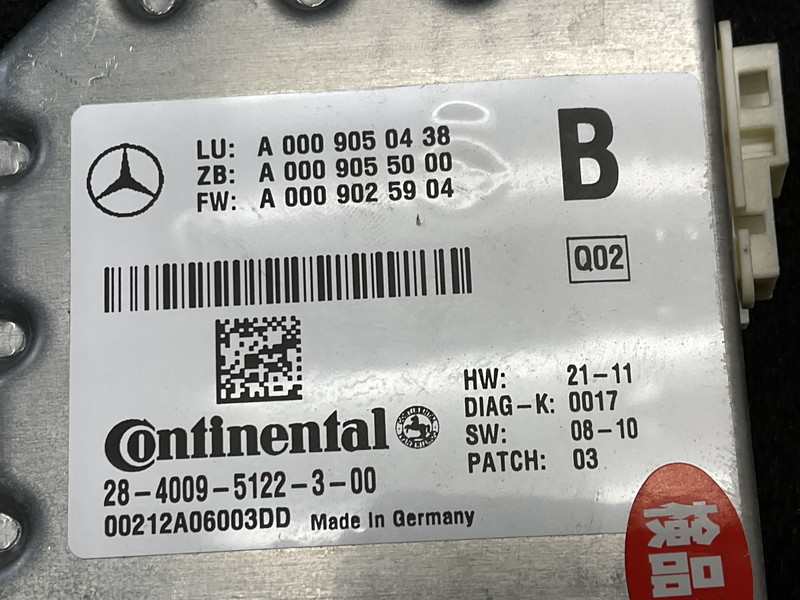 LU: A 000 905 04 38
ZB: A 000 905 50 00
FW: A 000 902 59 04
B
Q02
HW: 21-11
DIAG-K: 0017
SW: 08-10
PATCH: 03
Continental
28-4009-5122-3-00
00212A06003DD Made In Germany
検品